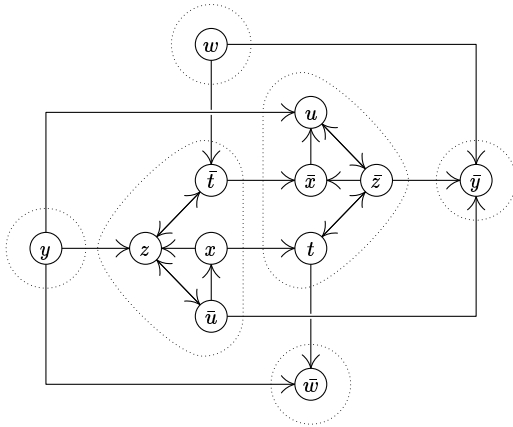 w
u
t̄ x̄ z̄ ȳ
y z x t
ū
w̄